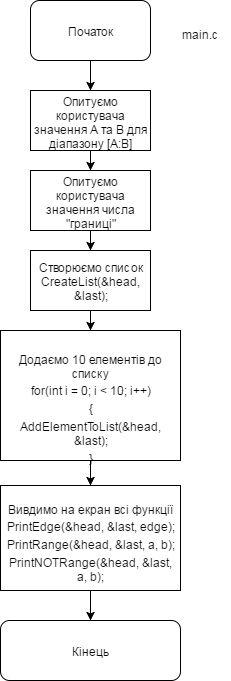 Початок
main.c
Опитуємо
користувача
значення A та B для
діапазону [A:B]
Опитуємо
користувача
значення числа
"границі"
Створюємо список
CreateList(&head,
&last);
Додаємо 10 елементів до
списку
for(int i = 0; i < 10; i++)
{
AddElementToList(&head,
&last);
}
Вивдимо на екран всі функції
PrintEdge(&head, &last, edge);
PrintRange(&head, &last, a, b);
PrintNOTRange(&head, &last,
a, b);
Кінець